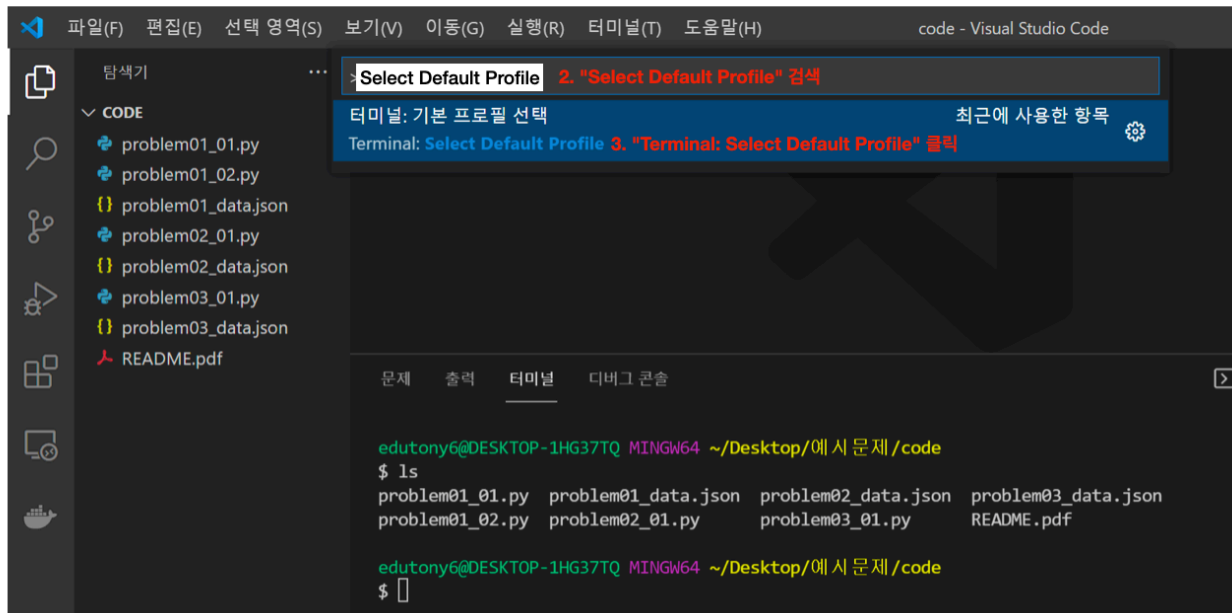 파일(F) 편집(E) 선택 영역(S) 보기(V) 이동(G) 실행(R) 터미널(T) 도움말(H) code - Visual Studio Code
탐색기 ···
>Select Default Profile 2. "Select Default Profile" 검색
터미널: 기본 프로필 선택 최근에 사용한 항목
Terminal: Select Default Profile 3. "Terminal: Select Default Profile" 클릭
CODE
problem01_01.py
problem01_02.py
{} problem01_data.json
problem02_01.py
{} problem02_data.json
problem03_01.py
{} problem03_data.json
README.pdf
문제 출력 터미널 디버그 콘솔
edutony6@DESKTOP-1HG37TQ MINGW64 ~/Desktop/예시문제/code
$ ls
problem01_01.py problem01_data.json problem02_data.json problem03_data.json
problem01_02.py problem02_01.py problem03_01.py README.pdf
edutony6@DESKTOP-1HG37TQ MINGW64 ~/Desktop/예시문제/code
$